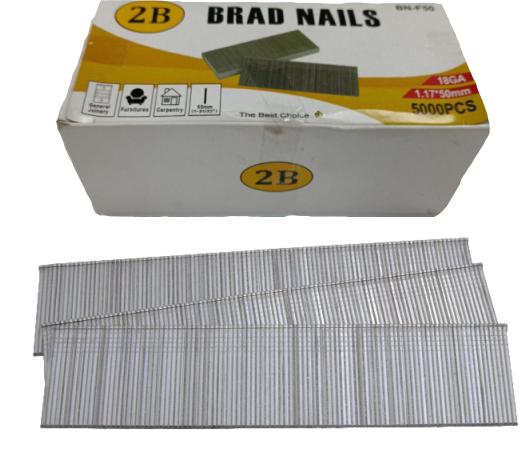 2B BRAD NAILS
BN-F50
18GA
1.17*50mm
5000PCS
General
Joinery
Furnitures
Carpentry
50mm
The Best Choice
2B